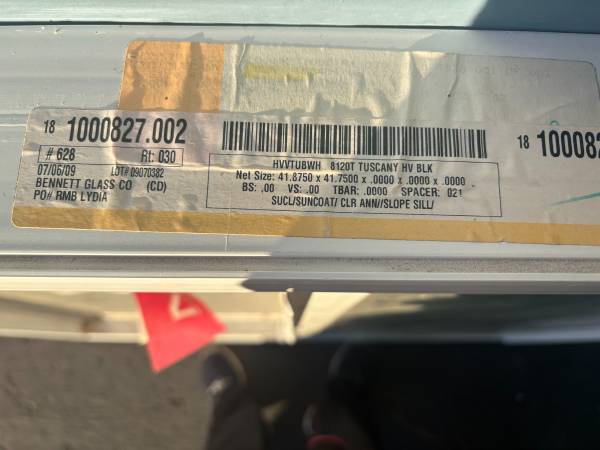 18 1000827.002
# 628 Rt: 030
07/06/09 LOT# 09070382
BENNETT GLASS CO (CD)
PO# RMB LYDIA
HVVTUBWH 8120T TUSCANY HV BLK
Net Size: 41.8750 x 41.7500 x .0000 x .0000 x .0000
BS: .00 VS: .00 TBAR: .0000 SPACER: 021
SUCL/SUNCOAT/ CLR ANN/SLOPE SILL/
18 100082